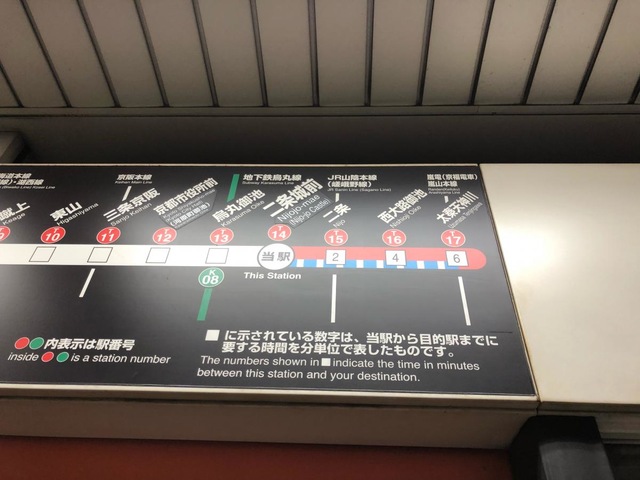 京阪本線
Keihan Main Line
地下鉄烏丸線
Subway Karasuma Line
JR山陰本線
(嵯峨野線)
JR Sanin Line (Sagano Line)
嵐電(京福電車)
嵐山本線
蹴上
Keage
東山
Higashiyama
三条京阪
Sanjo Keihan
京都市役所前
烏丸御池
Karasuma Oike
二条城前
Nijojo-mae
(Nijo-jo Castle)
二条
Nijo
西大路御池
Nishioji Oike
太秦天神川
T 10
T 11
T 12
T 13
T 14
T 15
T 16
T 17
当駅
2
4
6
This Station
K 08
内表示は駅番号
inside is a station number
■ に示されている数字は、当駅から目的駅までに
要する時間を分単位で表したものです。
The numbers shown in ■ indicate the time in minutes
between this station and your destination.